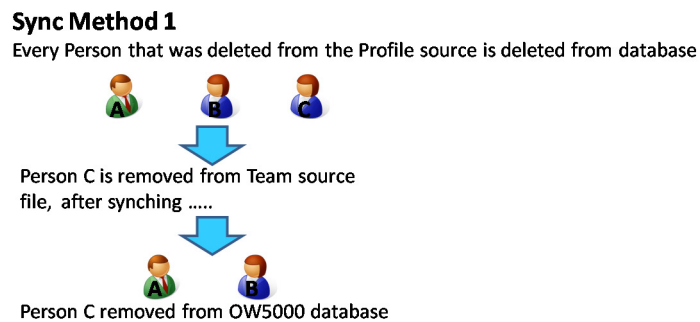 Sync Method 1
Every Person that was deleted from the Profile source is deleted from database
A B C
Person C is removed from Team source
file, after synching .....
A B
Person C removed from OW5000 database